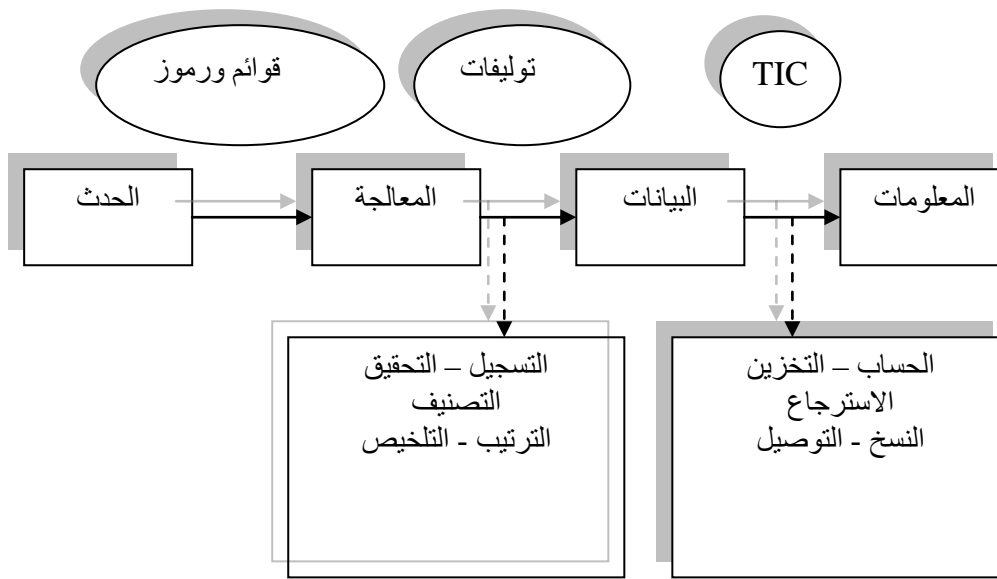 قوائم ورموز
توليفات
TIC
الحدث
المعالجة
البيانات
المعلومات
التسجيل – التحقيق
التصنيف
الترتيب - التلخيص
الحساب – التخزين
الاسترجاع
النسخ - التوصيل